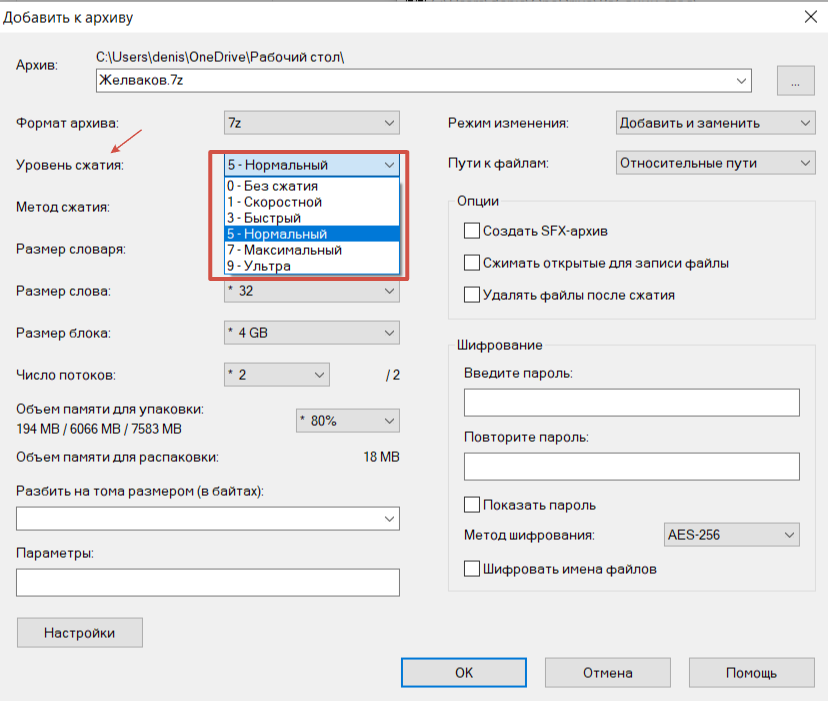 Добавить к архиву
Архив:
C:\Users\denis\OneDrive\Рабочий стол\
Желваков.7z
...
Формат архива:
7z
Уровень сжатия:
5 - Нормальный
0 - Без сжатия
1 - Скоростной
3 - Быстрый
5 - Нормальный
7 - Максимальный
9 - Ультра
Метод сжатия:
Размер словаря:
Размер слова:
* 32
Размер блока:
* 4 GB
Число потоков:
* 2
/ 2
Объем памяти для упаковки:
194 MB / 6066 MB / 7583 MB
* 80%
Объем памяти для распаковки:
18 MB
Разбить на тома размером (в байтах):
Параметры:
Настройки
Режим изменения:
Добавить и заменить
Пути к файлам:
Относительные пути
Опции
Создать SFX-архив
Сжимать открытые для записи файлы
Удалять файлы после сжатия
Шифрование
Введите пароль:
Повторите пароль:
Показать пароль
Метод шифрования:
AES-256
Шифровать имена файлов
OK
Отмена
Помощь